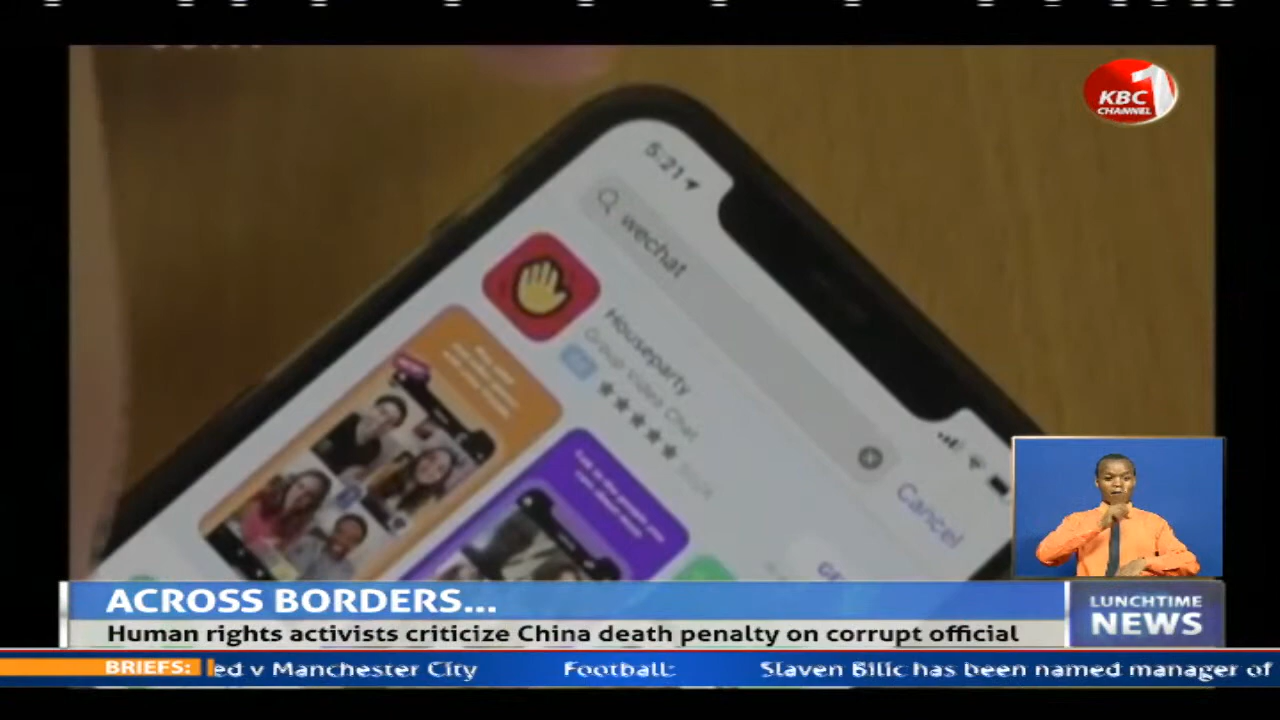 KBC
CHANNEL 1
5:21
wechat
Cancel
Houseparty
Group Video Chat
ACROSS BORDERS...
Human rights activists criticize China death penalty on corrupt official
LUNCHTIME
NEWS
BRIEFS:
ed v Manchester City Football: Slaven Bilic has been named manager of